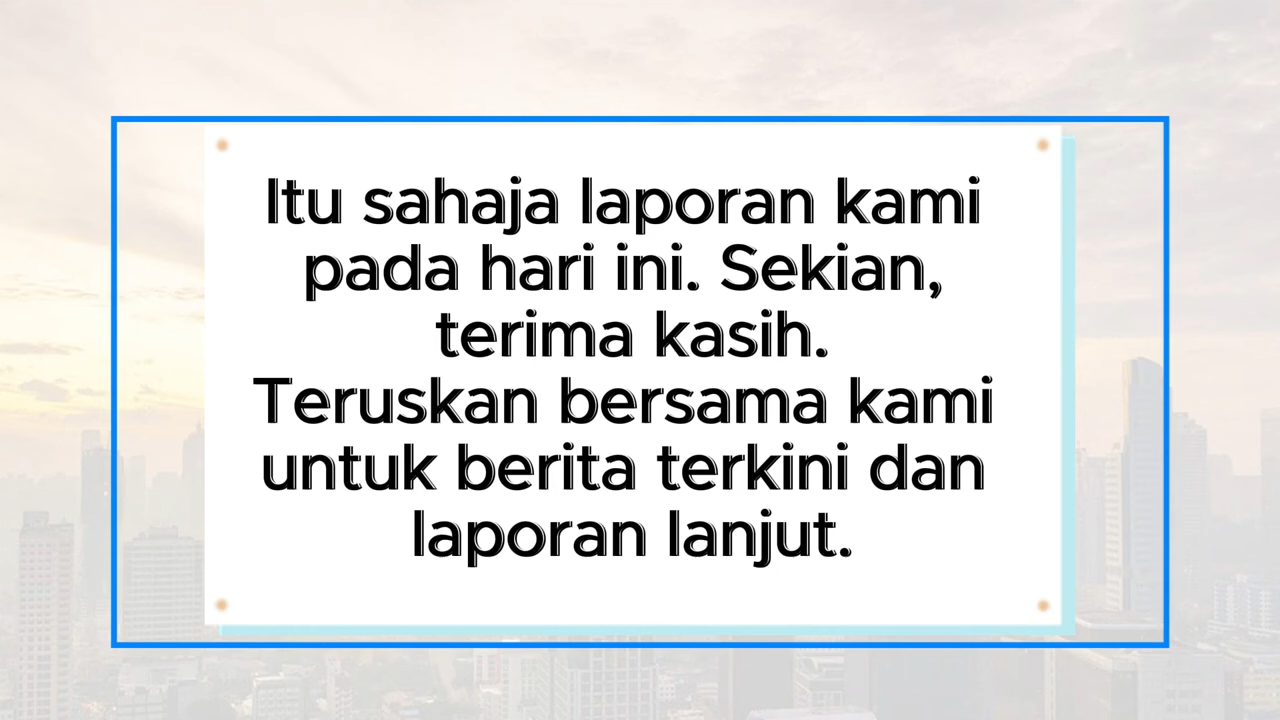 Itu sahaja laporan kami
pada hari ini. Sekian,
terima kasih.
Teruskan bersama kami
untuk berita terkini dan
laporan lanjut.